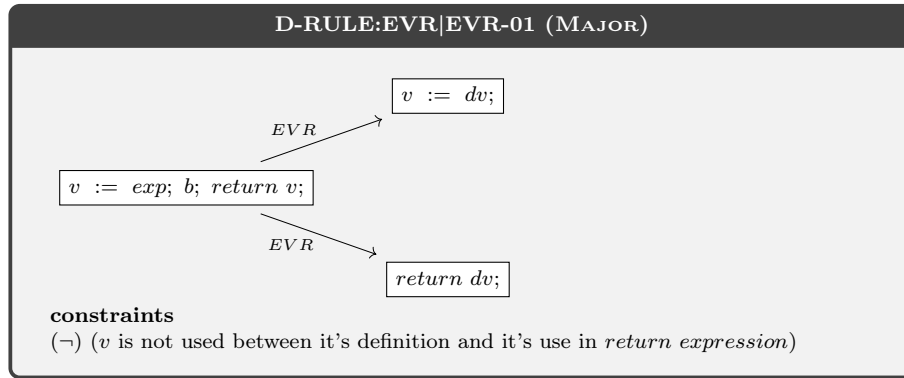 D-RULE:EVR|EVR-01 (MAJOR)
v := dv;
EVR
v := exp; b; return v;
EVR
return dv;
constraints
(¬) (v is not used between it's definition and it's use in return expression)